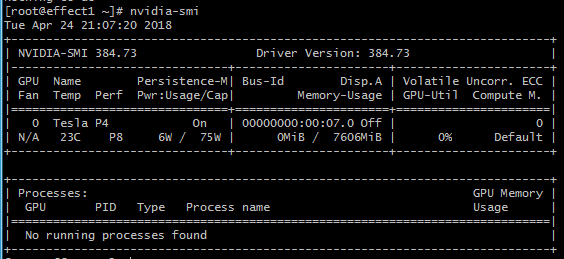 [root@effect1 ~]# nvidia-smi
Tue Apr 24 21:07:20 2018
+-----------------------------------------------------------------------------+
| NVIDIA-SMI 384.73                 Driver Version: 384.73                    |
|-------------------------------+----------------------+----------------------+
| GPU  Name        Persistence-M| Bus-Id        Disp.A | Volatile Uncorr. ECC |
| Fan  Temp  Perf  Pwr:Usage/Cap|         Memory-Usage | GPU-Util  Compute M. |
|===============================+======================+======================|
|   0  Tesla P4            On   | 00000000:00:07.0 Off |                    0 |
| N/A   23C    P8     6W /  75W |      0MiB /  7606MiB |      0%      Default |
+-------------------------------+----------------------+----------------------+

+-----------------------------------------------------------------------------+
| Processes:                                                       GPU Memory |
|  GPU       PID   Type   Process name                             Usage      |
|=============================================================================|
|  No running processes found                                                 |
+-----------------------------------------------------------------------------+